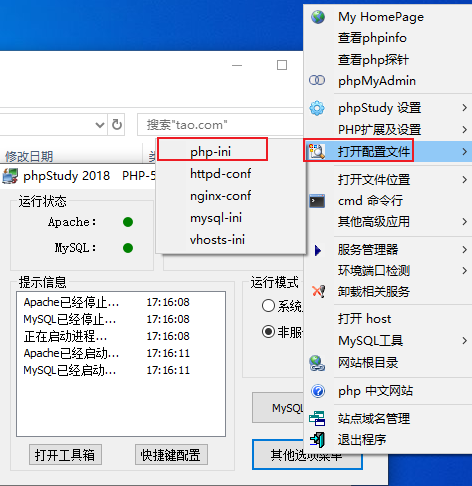 My HomePage
查看phpinfo
查看php探针
phpMyAdmin
phpStudy 设置
PHP扩展及设置
打开配置文件
打开文件位置
cmd 命令行
其他高级应用
服务管理器
环境端口检测
卸载相关服务
打开 host
MySQL工具
网站根目录
php 中文网站
站点域名管理
退出程序
php-ini
httpd-conf
nginx-conf
mysql-ini
vhosts-ini
搜索"tao.com"
修改日期
phpStudy 2018 PHP-5
运行状态
Apache:
MySQL:
提示信息
Apache已经停止... 17:16:08
MySQL已经停止... 17:16:08
正在启动进程... 17:16:08
Apache已经启动... 17:16:11
MySQL已经启动... 17:16:11
打开工具箱
快捷键配置
运行模式
系统
非服
MySQL
其他选项菜单